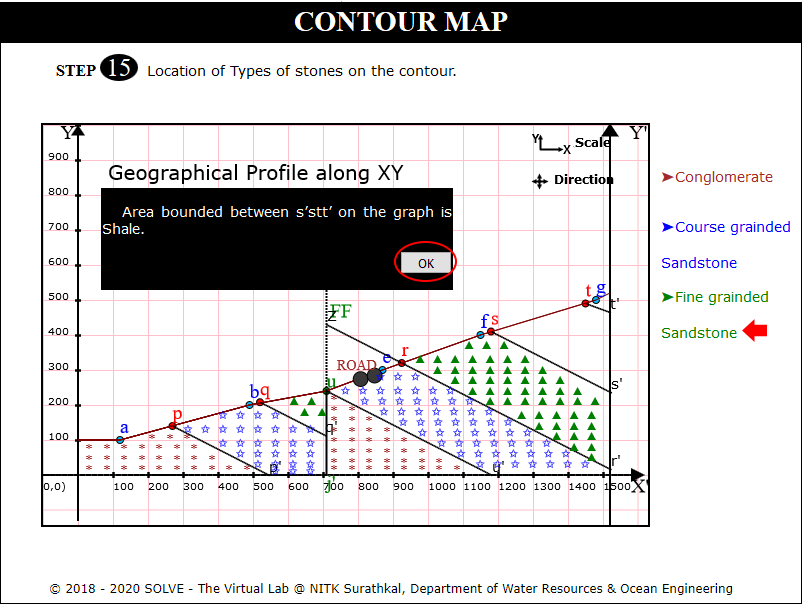 CONTOUR MAP
STEP 15 Location of Types of stones on the contour.
Y
Y'
Y
X
Scale
Direction
Geographical Profile along XY
Area bounded between s’stt’ on the graph is
Shale.
OK
900
800
700
600
500
400
300
200
100
(0,0)
100
200
300
400
500
600
700
800
900
1000
1100
1200
1300
1400
1500
X'
FF
z
ROAD
a
p
b
q
u
e
r
f
s
t
g
t'
s'
r'
q'
p'
u'
J'
➤Conglomerate
➤Course grainded
Sandstone
➤Fine grainded
Sandstone
© 2018 - 2020 SOLVE - The Virtual Lab @ NITK Surathkal, Department of Water Resources & Ocean Engineering